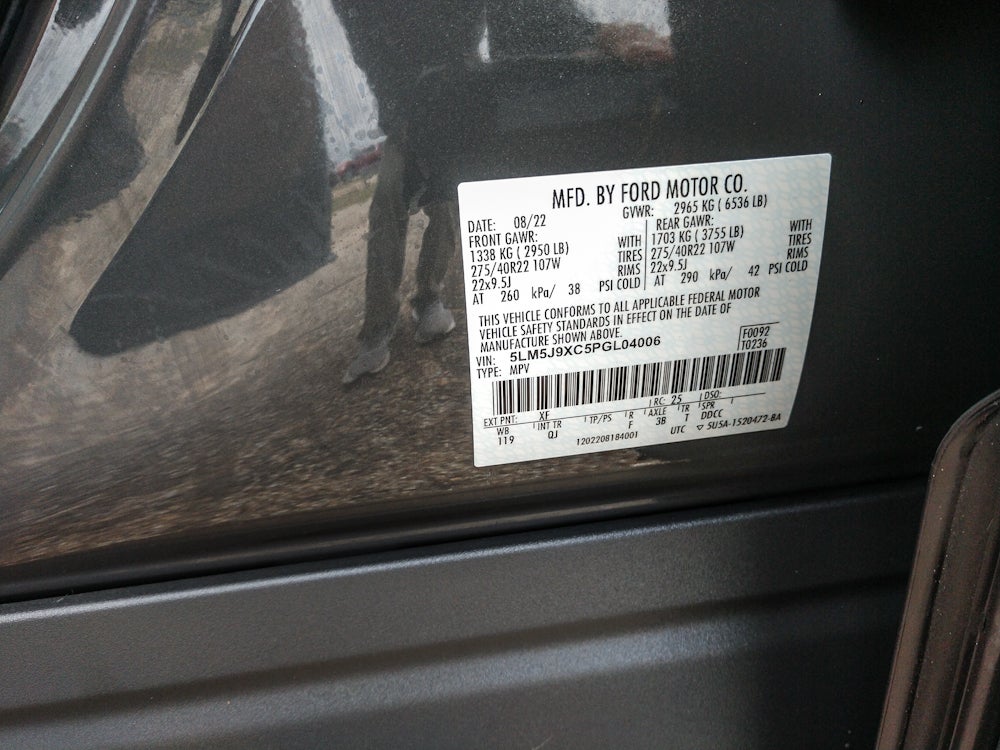 MFD. BY FORD MOTOR CO.
DATE: 08/22 GVWR: 2965 KG ( 6536 LB)
FRONT GAWR: REAR GAWR:
1338 KG ( 2950 LB) WITH 1703 KG ( 3755 LB) WITH
275/40R22 107W TIRES 275/40R22 107W TIRES
22x9.5J RIMS 22x9.5J RIMS
AT 260 kPa/ 38 PSI COLD AT 290 kPa/ 42 PSI COLD
THIS VEHICLE CONFORMS TO ALL APPLICABLE FEDERAL MOTOR
VEHICLE SAFETY STANDARDS IN EFFECT ON THE DATE OF
MANUFACTURE SHOWN ABOVE.
VIN: 5LM5J9XC5PGL04006 F0092
TYPE: MPV T0236
EXT PNT: XF RC: 25 DSO:
WB INT TR TP/PS R AXLE TR SPR
119 QJ F 3B T DDCC
1202208184001 UTC ▽ 5U5A-1520472-BA